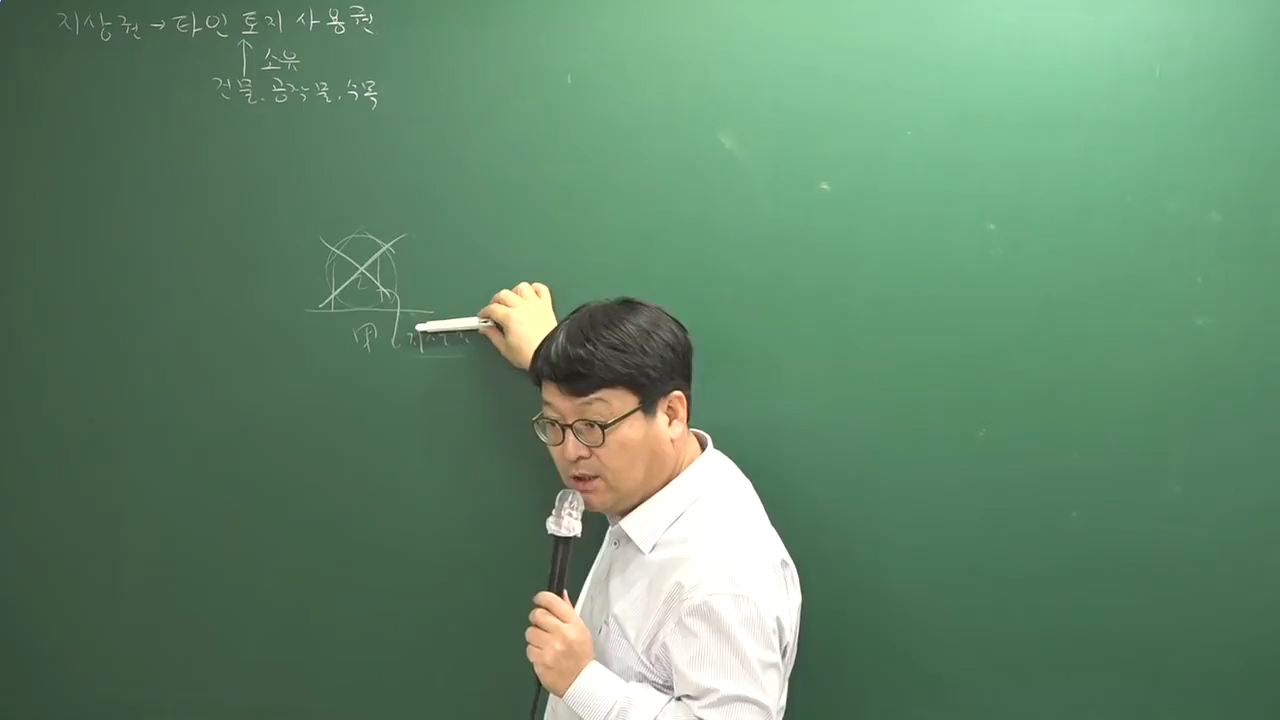 지상권 → 타인 토지 사용권
↑ 소유
건물, 공작물, 수목
乙
甲